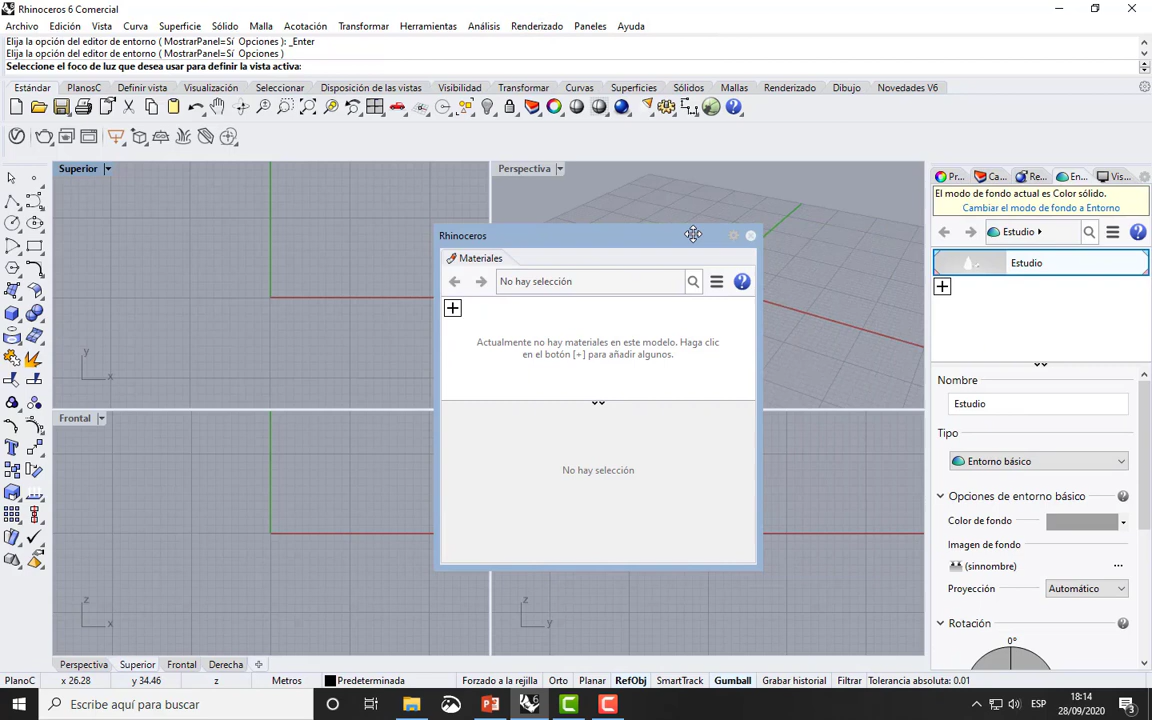 Rhinoceros 6 Comercial
Archivo Edición Vista Curva Superficie Sólido Malla Acotación Transformar Herramientas Análisis Renderizado Paneles Ayuda
Elija la opción del editor de entorno ( MostrarPanel=Sí Opciones ): _Enter
Elija la opción del editor de entorno ( MostrarPanel=Sí Opciones )
Seleccione el foco de luz que desea usar para definir la vista activa:
Estándar PlanosC Definir vista Visualización Seleccionar Disposición de las vistas Visibilidad Transformar Curvas Superficies Sólidos Mallas Renderizado Dibujo Novedades V6
Superior
Perspectiva
Pr... Ca... Re... En... Vis...
El modo de fondo actual es Color sólido.
Cambiar el modo de fondo a Entorno
Estudio
Estudio
Rhinoceros
Materiales
No hay selección
Actualmente no hay materiales en este modelo. Haga clic
en el botón [+] para añadir algunos.
No hay selección
y
x
Frontal
z
x
z
y
Nombre
Estudio
Tipo
Entorno básico
Opciones de entorno básico
Color de fondo
Imagen de fondo
(sinnombre)
Proyección Automático
Rotación
0°
Perspectiva Superior Frontal Derecha
PlanoC x 26.28 y 34.46 z Metros Predeterminada Forzado a la rejilla Orto Planar RefObj SmartTrack Gumball Grabar historial Filtrar Tolerancia absoluta: 0.01
Escribe aquí para buscar
ESP
18:14
28/09/2020
3